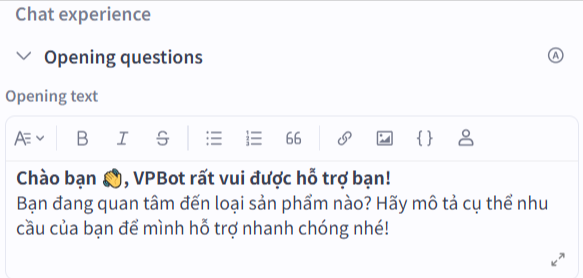 Chat experience
Opening questions
A
Opening text
A
B I S 66 { }
Chào bạn 👏, VPBot rất vui được hỗ trợ bạn!
Bạn đang quan tâm đến loại sản phẩm nào? Hãy mô tả cụ thể nhu
cầu của bạn để mình hỗ trợ nhanh chóng nhé!